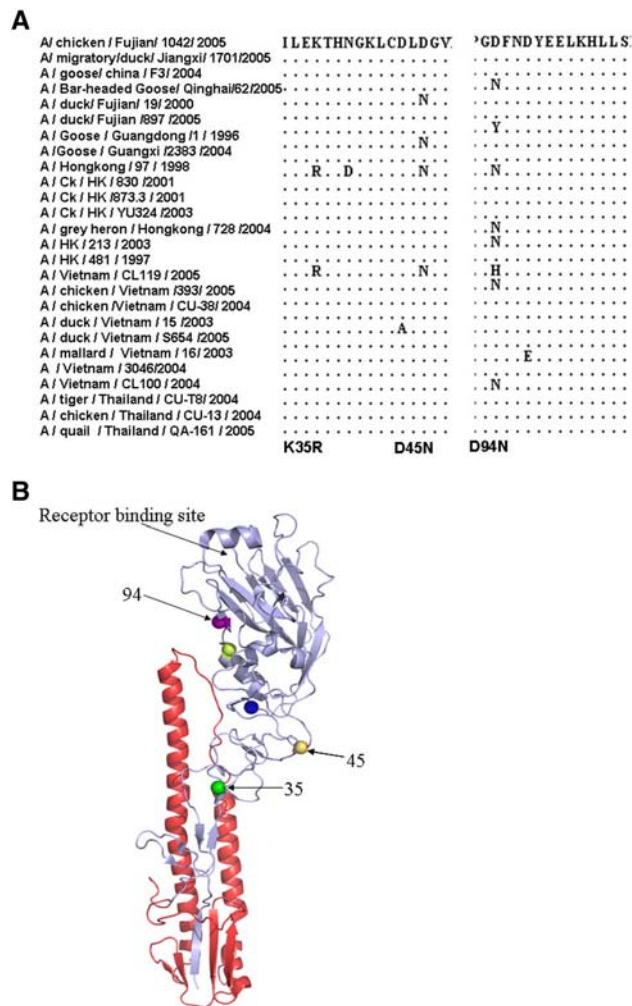 A
A/ chicken / Fujian/ 1042/ 2005 I L E K T H N G K L C D L D G V P G D F N D Y E E L K H L L S
A/ migratory/duck/ Jiangxi/ 1701/2005
A / goose/ china / F3/ 2004
A / Bar-headed Goose/ Qinghai/62/2005 N
A / duck/ Fujian/ 19/ 2000 N
A / duck/ Fujian /897 /2005 Y
A / Goose / Guangdong /1 / 1996
A /Goose / Guangxi /2383 /2004 N
A / Hongkong / 97 / 1998 R D N N
A / Ck / HK / 830 /2001
A / Ck / HK /873.3 / 2001
A / Ck / HK / YU324 /2003
A / grey heron / Hongkong / 728 / 2004 N
A / HK / 213 / 2003 N
A / HK / 481 / 1997
A / Vietnam / CL119 / 2005 R N H
A / chicken / Vietnam /393/ 2005 N
A / chicken /Vietnam / CU-38/ 2004
A / duck / Vietnam / 15 /2003 A
A / duck / Vietnam / S654 /2005
A / mallard / Vietnam / 16/ 2003 E
A / Vietnam / 3046/2004
A / Vietnam / CL100 / 2004 N
A / tiger / Thailand / CU-T8/ 2004
A / chicken / Thailand / CU-13 / 2004
A / quail / Thailand / QA-161 / 2005
K35R D45N D94N
B
Receptor binding site
94
45
35